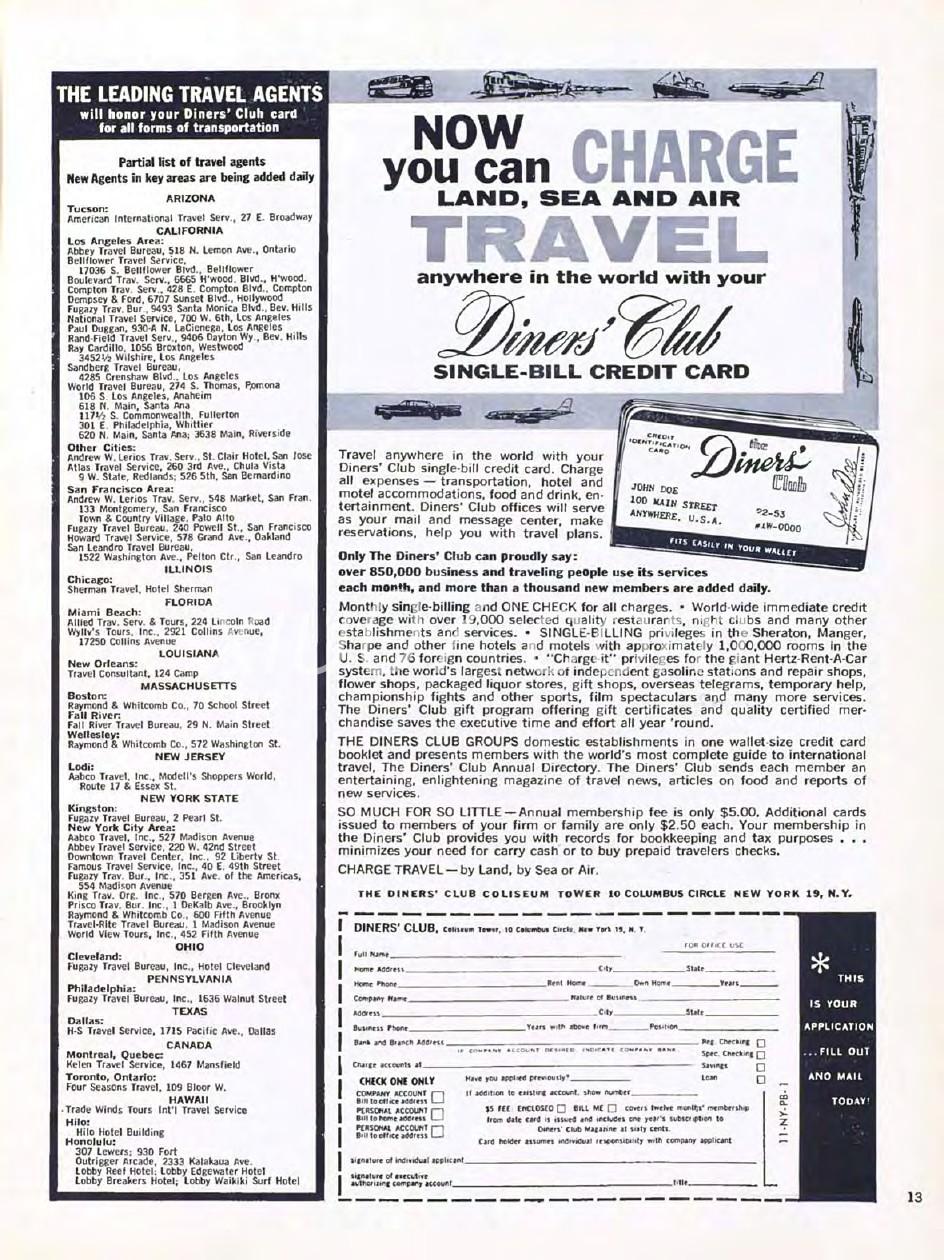 THE LEADING TRAVEL AGENTS
will honor your Diners' Club card
for all forms of transportation
Partial list of travel agents
New Agents in key areas are being added daily
ARIZONA
Tucson:
American International Travel Serv., 27 E. Broadway
CALIFORNIA
Los Angeles Area:
Abbey Travel Bureau, 518 N. Lemon Ave., Ontario
Bellflower Travel Service,
17036 S. Bellflower Blvd., Bellflower
Boulevard Trav. Serv., 6665 H'wood. Blvd., H'wood.
Compton Trav. Serv., 428 E. Compton Blvd., Compton
Dempsey & Ford, 6707 Sunset Blvd., Hollywood
Fugazy Trav. Bur., 9493 Santa Monica Blvd., Bev. Hills
National Travel Service, 700 W. 6th, Los Angeles
Paul Duggan, 930-A N. LaCienega, Los Angeles
Rand-Field Travel Serv., 9406 Dayton Wy., Bev. Hills
Ray Cardillo, 1056 Broxton, Westwood
3452½ Wilshire, Los Angeles
Sandberg Travel Bureau,
4285 Crenshaw Blvd., Los Angeles
World Travel Bureau, 274 S. Thomas, Pomona
106 S. Los Angeles, Anaheim
618 N. Main, Santa Ana
117½ S. Commonwealth, Fullerton
301 E. Philadelphia, Whittier
620 N. Main, Santa Ana; 3638 Main, Riverside
Other Cities:
Andrew W. Lerios Trav. Serv., St. Clair Hotel, San Jose
Atlas Travel Service, 260 3rd Ave., Chula Vista
9 W. State, Redlands; 526 5th, San Bernardino
San Francisco Area:
Andrew W. Lerios Trav. Serv., 548 Market, San Fran.
133 Montgomery, San Francisco
Town & Country Village, Palo Alto
Fugazy Travel Bureau, 240 Powell St., San Francisco
Howard Travel Service, 578 Grand Ave., Oakland
San Leandro Travel Bureau,
1522 Washington Ave., Pelton Ctr., San Leandro
ILLINOIS
Chicago:
Sherman Travel, Hotel Sherman
FLORIDA
Miami Beach:
Allied Trav. Serv. & Tours, 224 Lincoln Road
Wylly's Tours, Inc., 2921 Collins Avenue,
17250 Collins Avenue
LOUISIANA
New Orleans:
Travel Consultant, 124 Camp
MASSACHUSETTS
Boston:
Raymond & Whitcomb Co., 70 School Street
Fall River:
Fall River Travel Bureau, 29 N. Main Street
Wellesley:
Raymond & Whitcomb Co., 572 Washington St.
NEW JERSEY
Lodi:
Aabco Travel, Inc., Modell's Shoppers World,
Route 17 & Essex St.
NEW YORK STATE
Kingston:
Fugazy Travel Bureau, 2 Pearl St.
New York City Area:
Aabco Travel, Inc., 527 Madison Avenue
Abbey Travel Service, 220 W. 42nd Street
Downtown Travel Center, Inc., 92 Liberty St.
Famous Travel Service, Inc., 40 E. 49th Street
Fugazy Trav. Bur., Inc., 351 Ave. of the Americas,
554 Madison Avenue
King Trav. Org. Inc., 570 Bergen Ave., Bronx
Prisco Trav. Bur. Inc., 1 DeKalb Ave., Brooklyn
Raymond & Whitcomb Co., 600 Fifth Avenue
Travel-Rite Travel Bureau, 1 Madison Avenue
World View Tours, Inc., 452 Fifth Avenue
OHIO
Cleveland:
Fugazy Travel Bureau, Inc., Hotel Cleveland
PENNSYLVANIA
Philadelphia:
Fugazy Travel Bureau, Inc., 1636 Walnut Street
TEXAS
Dallas:
H-S Travel Service, 1715 Pacific Ave., Dallas
CANADA
Montreal, Quebec:
Kelen Travel Service, 1467 Mansfield
Toronto, Ontario:
Four Seasons Travel, 109 Bloor W.
HAWAII
Trade Winds Tours Int'l Travel Service
Hilo:
Hilo Hotel Building
Honolulu:
307 Lewers; 930 Fort
Outrigger Arcade, 2333 Kalakaua Ave.
Lobby Reef Hotel; Lobby Edgewater Hotel
Lobby Breakers Hotel; Lobby Waikiki Surf Hotel
NOW
you can CHARGE
LAND, SEA AND AIR
TRAVEL
anywhere in the world with your
Diners' Club
SINGLE-BILL CREDIT CARD
CREDIT
IDENTIFICATION
CARD
the
Diners'
Club
JOHN DOE
100 MAIN STREET
ANYWHERE, U.S.A.
92-53
#1W-0000
John Doe
FITS EASILY IN YOUR WALLET
Travel anywhere in the world with your
Diners' Club single-bill credit card. Charge
all expenses — transportation, hotel and
motel accommodations, food and drink, en-
tertainment. Diners' Club offices will serve
as your mail and message center, make
reservations, help you with travel plans.
Only The Diners' Club can proudly say:
over 850,000 business and traveling people use its services
each month, and more than a thousand new members are added daily.
Monthly single-billing and ONE CHECK for all charges. • World-wide immediate credit
coverage with over 19,000 selected quality restaurants, night clubs and many other
establishments and services. • SINGLE-BILLING privileges in the Sheraton, Manger,
Sharpe and other fine hotels and motels with approximately 1,000,000 rooms in the
U. S. and 76 foreign countries. • "Charge-it" privileges for the giant Hertz-Rent-A-Car
system, the world's largest network of independent gasoline stations and repair shops,
flower shops, packaged liquor stores, gift shops, overseas telegrams, temporary help,
championship fights and other sports, film spectaculars and many more services.
The Diners' Club gift program offering gift certificates and quality certified mer-
chandise saves the executive time and effort all year 'round.
THE DINERS CLUB GROUPS domestic establishments in one wallet-size credit card
booklet and presents members with the world's most complete guide to international
travel, The Diners' Club Annual Directory. The Diners' Club sends each member an
entertaining, enlightening magazine of travel news, articles on food and reports of
new services.
SO MUCH FOR SO LITTLE — Annual membership fee is only $5.00. Additional cards
issued to members of your firm or family are only $2.50 each. Your membership in
the Diners' Club provides you with records for bookkeeping and tax purposes . . .
minimizes your need for carry cash or to buy prepaid travelers checks.
CHARGE TRAVEL — by Land, by Sea or Air.
THE DINERS' CLUB COLISEUM TOWER 10 COLUMBUS CIRCLE NEW YORK 19, N.Y.
DINERS' CLUB, Coliseum Tower, 10 Columbus Circle, New York 19, N. Y.
FOR OFFICE USE
Full Name
Home Address City State
Home Phone Rent Home Own Home Years
Company Name Nature of Business
Address City State
Business Phone Years with above firm Position
Bank and Branch Address Reg. Checking
IF COMPANY ACCOUNT DESIRED, INDICATE COMPANY BANK. Spec. Checking
Charge accounts at Savings
CHECK ONE ONLY Have you applied previously? Loan
COMPANY ACCOUNT If addition to existing account, show number
Bill to office address
PERSONAL ACCOUNT $5 FEE: ENCLOSED BILL ME covers twelve months' membership
Bill to home address from date card is issued and includes one year's subscription to
PERSONAL ACCOUNT Diners' Club Magazine at sixty cents.
Bill to office address
Card holder assumes individual responsibility with company applicant
signature of individual applicant
signature of executive
authorizing company account title
11-NY-PB-1
*
THIS
IS YOUR
APPLICATION
...FILL OUT
AND MAIL
TODAY!
13